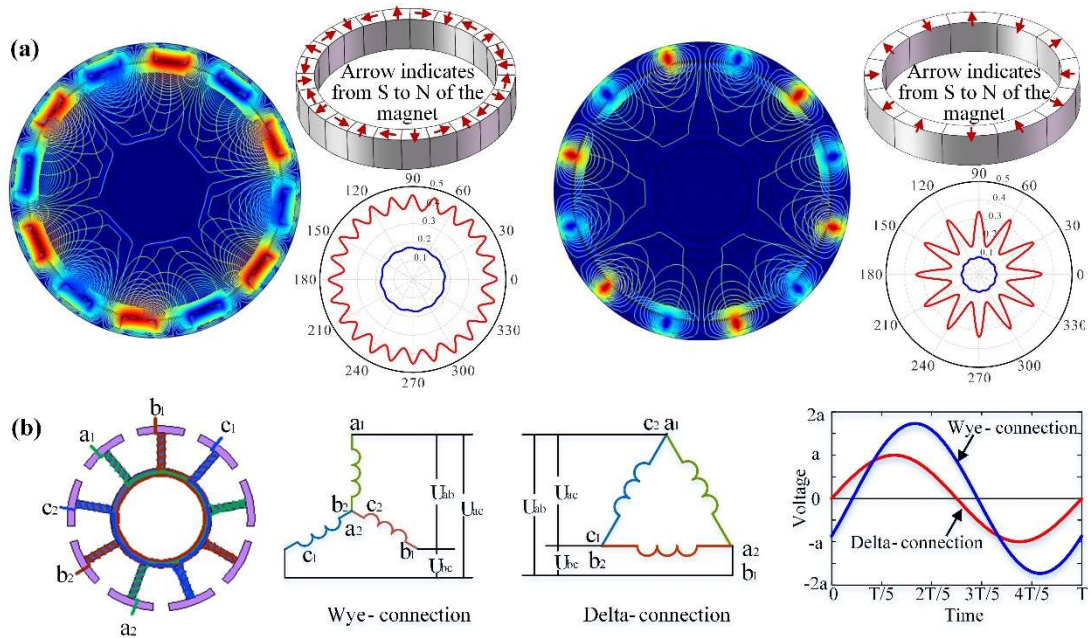 (a)
Arrow indicates
from S to N of the
magnet
90
120
60
0.5
0.4
150
0.3
30
0.2
0.1
180
0
210
330
240
300
270
Arrow indicates
from S to N of the
magnet
90
120
60
0.5
0.4
150
0.3
30
0.2
0.1
180
0
210
330
240
300
270
(b)
b1
a1
c1
c2
b2
a2
a1
b2
c2
a2
c1
b1
Uab
Uac
Ubc
Wye-connection
c2 a1
Uac
Uab
Ubc
c1
b2
a2
b1
Delta-connection
2a
a
0
-a
-2a
Voltage
Wye-connection
Delta-connection
0 T/5 2T/5 3T/5 4T/5 T
Time